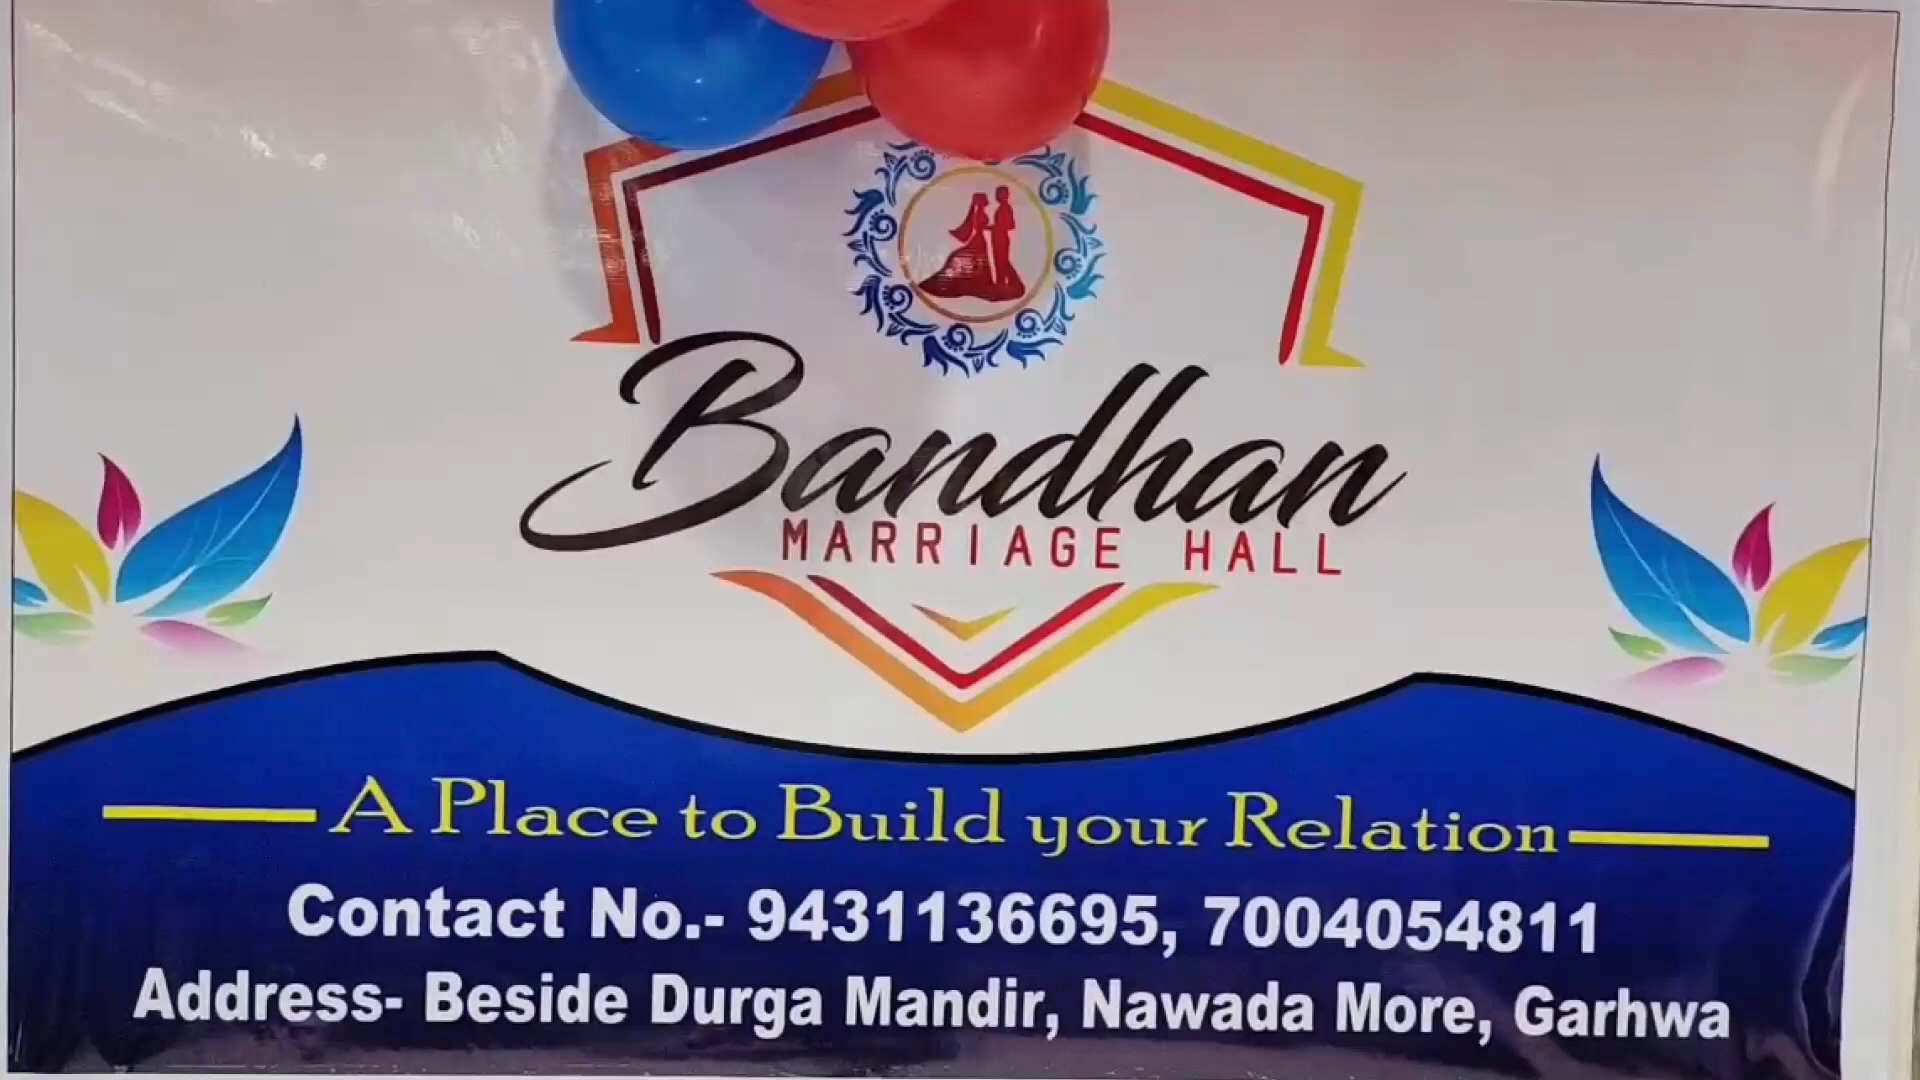 Bandhan
MARRIAGE HALL
A Place to Build your Relation
Contact No.- 9431136695, 7004054811
Address- Beside Durga Mandir, Nawada More, Garhwa